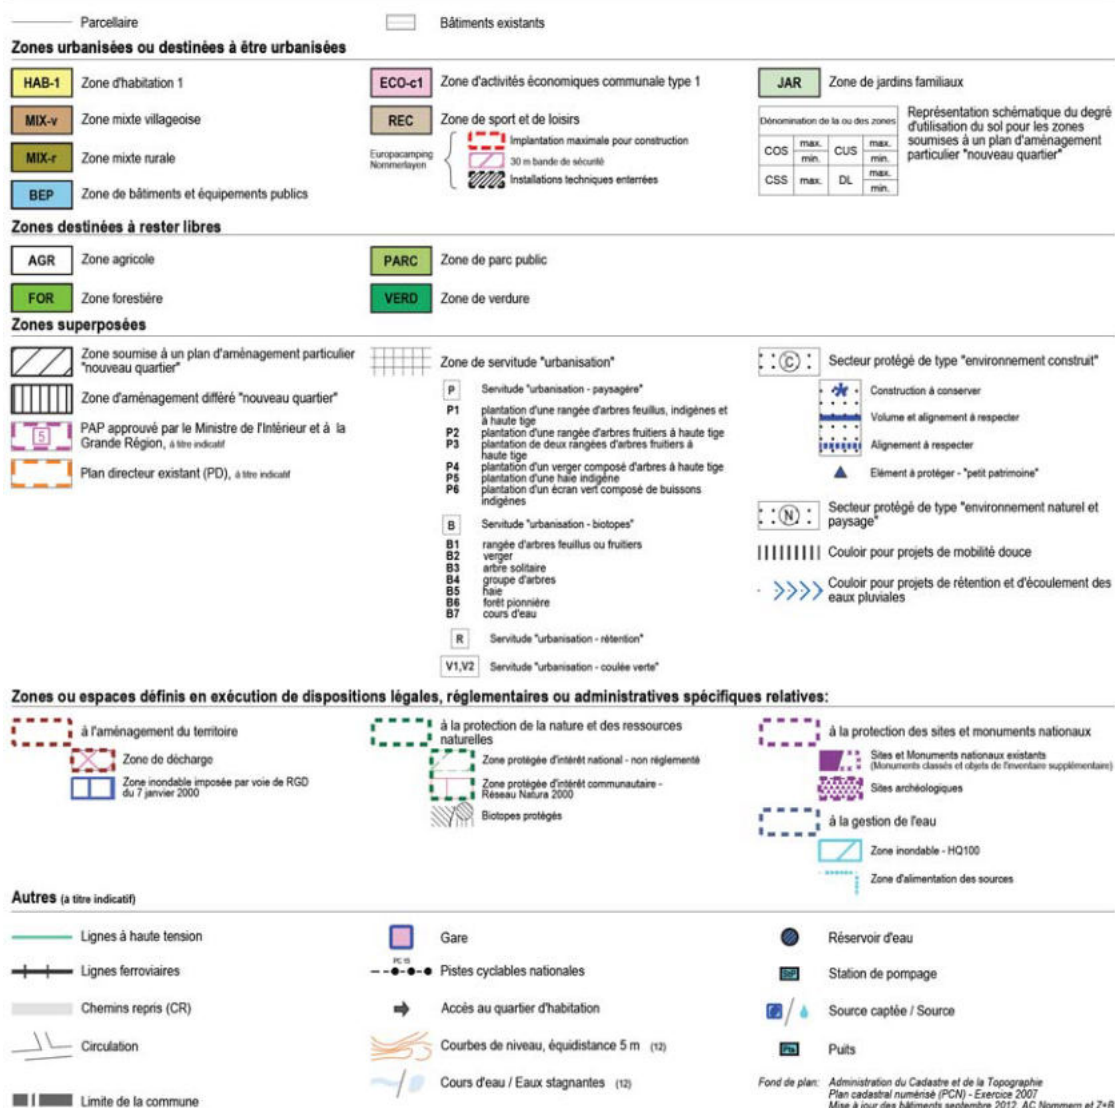 Parcellaire
Bâtiments existants
Zones urbanisées ou destinées à être urbanisées
HAB-1 Zone d'habitation 1
MIX-v Zone mixte villageoise
MIX-r Zone mixte rurale
BEP Zone de bâtiments et équipements publics
ECO-c1 Zone d'activités économiques communale type 1
REC Zone de sport et de loisirs
Europacamping
Nommerlayen
Implantation maximale pour construction
30 m bande de sécurité
Installations techniques enterrées
JAR Zone de jardins familiaux
Dénomination de la ou des zones
COS max. CUS max.
min. min.
CSS max. DL max.
min.
Représentation schématique du degré
d'utilisation du sol pour les zones
soumises à un plan d'aménagement
particulier "nouveau quartier"
Zones destinées à rester libres
AGR Zone agricole
FOR Zone forestière
PARC Zone de parc public
VERD Zone de verdure
Zones superposées
Zone soumise à un plan d'aménagement particulier
"nouveau quartier"
Zone d'aménagement différé "nouveau quartier"
5 PAP approuvé par le Ministre de l'Intérieur et à la
Grande Région, à titre indicatif
Plan directeur existant (PD), à titre indicatif
Zone de servitude "urbanisation"
P Servitude "urbanisation - paysagère"
P1 plantation d'une rangée d'arbres feuillus, indigènes et
à haute tige
P2 plantation d'une rangée d'arbres fruitiers à haute tige
P3 plantation de deux rangées d'arbres fruitiers à
haute tige
P4 plantation d'un verger composé d'arbres à haute tige
P5 plantation d'une haie indigène
P6 plantation d'un écran vert composé de buissons
indigènes
B Servitude "urbanisation - biotopes"
B1 rangée d'arbres feuillus ou fruitiers
B2 verger
B3 arbre solitaire
B4 groupe d'arbres
B5 haie
B6 forêt pionnière
B7 cours d'eau
R Servitude "urbanisation - rétention"
V1,V2 Servitude "urbanisation - coulée verte"
C Secteur protégé de type "environnement construit"
Construction à conserver
Volume et alignement à respecter
Alignement à respecter
Elément à protéger - "petit patrimoine"
N Secteur protégé de type "environnement naturel et
paysage"
Couloir pour projets de mobilité douce
Couloir pour projets de rétention et d'écoulement des
eaux pluviales
Zones ou espaces définis en exécution de dispositions légales, réglementaires ou administratives spécifiques relatives:
à l'aménagement du territoire
Zone de décharge
Zone inondable imposée par voie de RGD
du 7 janvier 2000
à la protection de la nature et des ressources
naturelles
Zone protégée d'intérêt national - non réglementé
Zone protégée d'intérêt communautaire -
Réseau Natura 2000
Biotopes protégés
à la protection des sites et monuments nationaux
Sites et Monuments nationaux existants
(Monuments classés et objets de l'inventaire supplémentaire)
Sites archéologiques
à la gestion de l'eau
Zone inondable - HQ100
Zone d'alimentation des sources
Autres (à titre indicatif)
Lignes à haute tension
Lignes ferroviaires
Chemins repris (CR)
Circulation
Limite de la commune
Gare
PC 15
Pistes cyclables nationales
Accès au quartier d'habitation
Courbes de niveau, équidistance 5 m (12)
Cours d'eau / Eaux stagnantes (12)
Réservoir d'eau
StP Station de pompage
Source captée / Source
Pts Puits
Fond de plan: Administration du Cadastre et de la Topographie
Plan cadastral numérisé (PCN) - Exercice 2007
Mise à jour des bâtiments septembre 2012, AC Nommern et Z+B